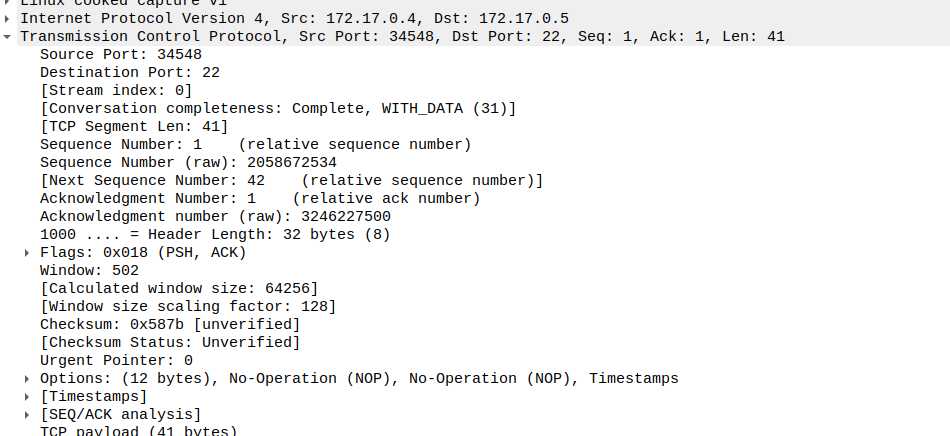 Linux cooked capture v1
Internet Protocol Version 4, Src: 172.17.0.4, Dst: 172.17.0.5
Transmission Control Protocol, Src Port: 34548, Dst Port: 22, Seq: 1, Ack: 1, Len: 41
Source Port: 34548
Destination Port: 22
[Stream index: 0]
[Conversation completeness: Complete, WITH_DATA (31)]
[TCP Segment Len: 41]
Sequence Number: 1    (relative sequence number)
Sequence Number (raw): 2058672534
[Next Sequence Number: 42    (relative sequence number)]
Acknowledgment Number: 1    (relative ack number)
Acknowledgment number (raw): 3246227500
1000 .... = Header Length: 32 bytes (8)
Flags: 0x018 (PSH, ACK)
Window: 502
[Calculated window size: 64256]
[Window size scaling factor: 128]
Checksum: 0x587b [unverified]
[Checksum Status: Unverified]
Urgent Pointer: 0
Options: (12 bytes), No-Operation (NOP), No-Operation (NOP), Timestamps
[Timestamps]
[SEQ/ACK analysis]
TCP payload (41 bytes)